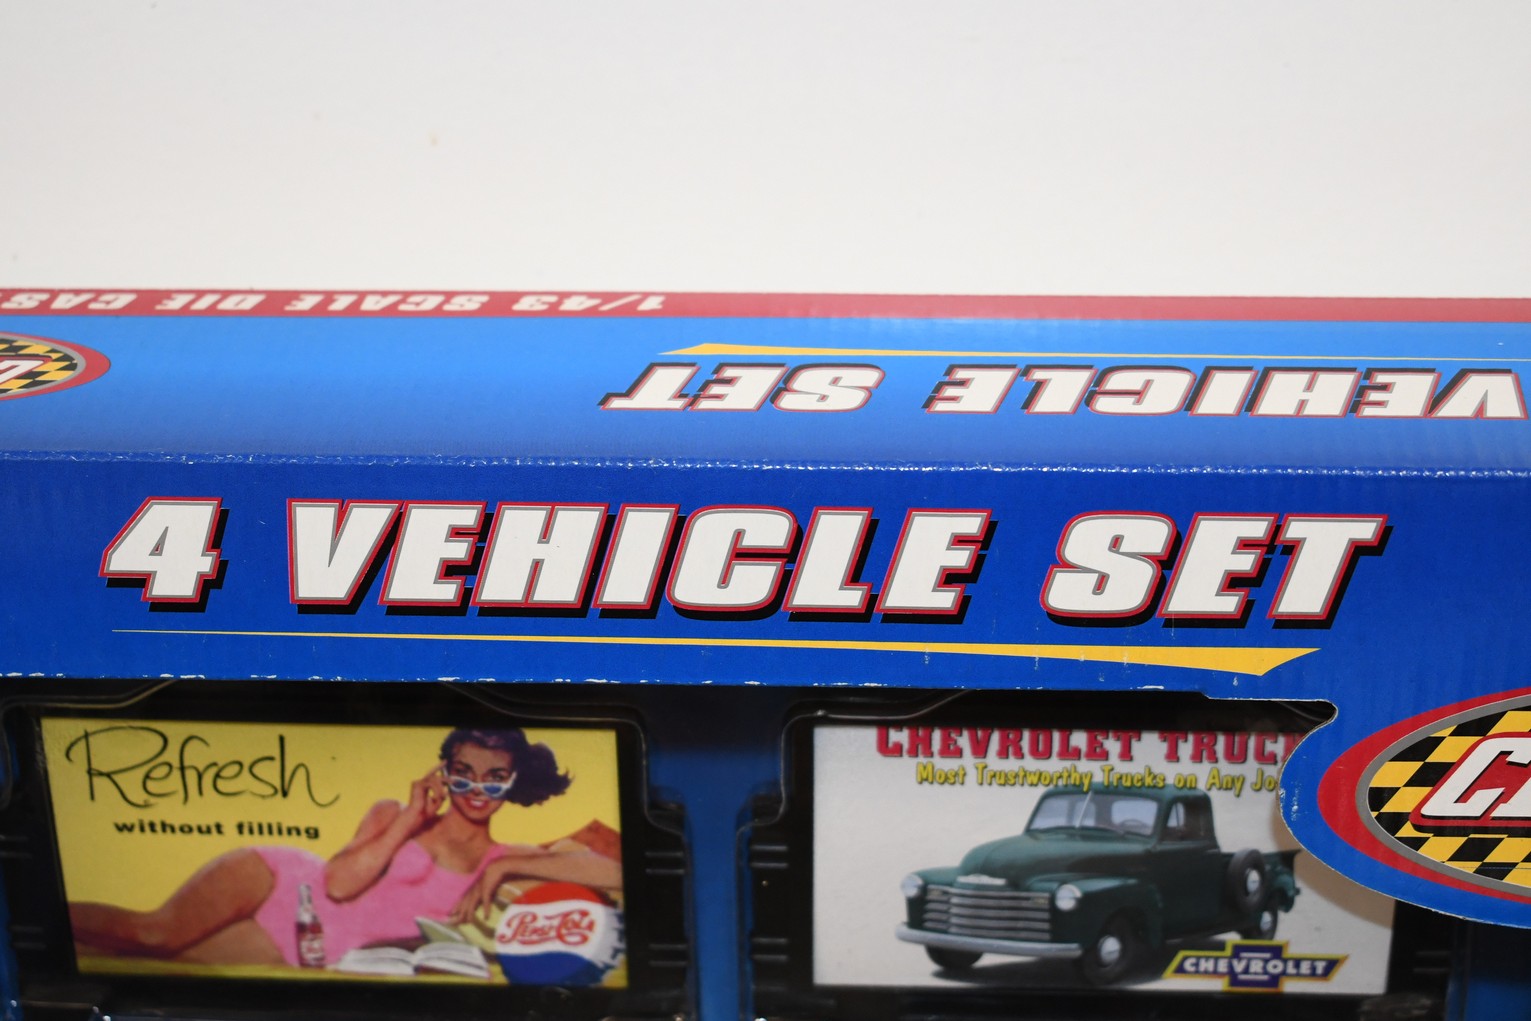 1/43 SCALE DIE CAS
VEHICLE SET
4 VEHICLE SET
Refresh
without filling
Pepsi-Cola
CHEVROLET TRUC
Most Trustworthy Trucks on Any Jo
CHEVROLET